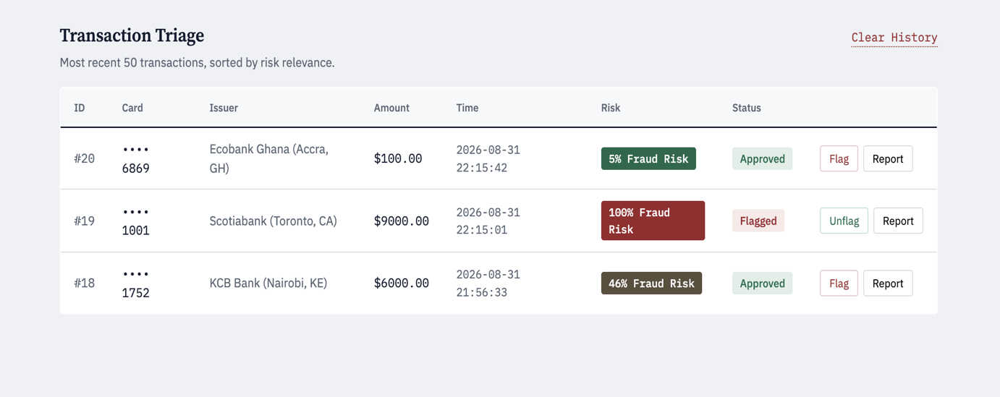 Transaction Triage
Clear History
Most recent 50 transactions, sorted by risk relevance.
ID Card Issuer Amount Time Risk Status
#20 •••• 6869 Ecobank Ghana (Accra, GH) $100.00 2026-08-31 22:15:42 5% Fraud Risk Approved Flag Report
#19 •••• 1001 Scotiabank (Toronto, CA) $9000.00 2026-08-31 22:15:01 100% Fraud Risk Flagged Unflag Report
#18 •••• 1752 KCB Bank (Nairobi, KE) $6000.00 2026-08-31 21:56:33 46% Fraud Risk Approved Flag Report